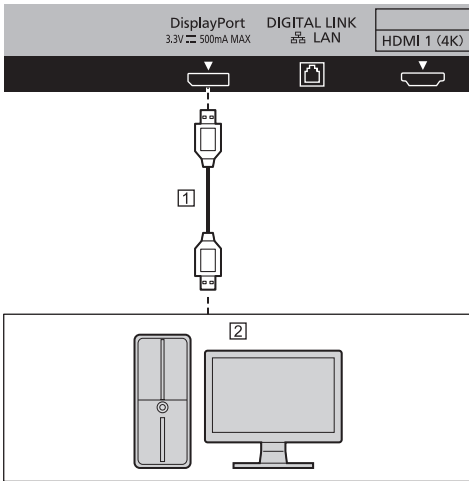 DisplayPort
3.3V ⎓ 500mA MAX
DIGITAL LINK
LAN
HDMI 1 (4K)
1
2